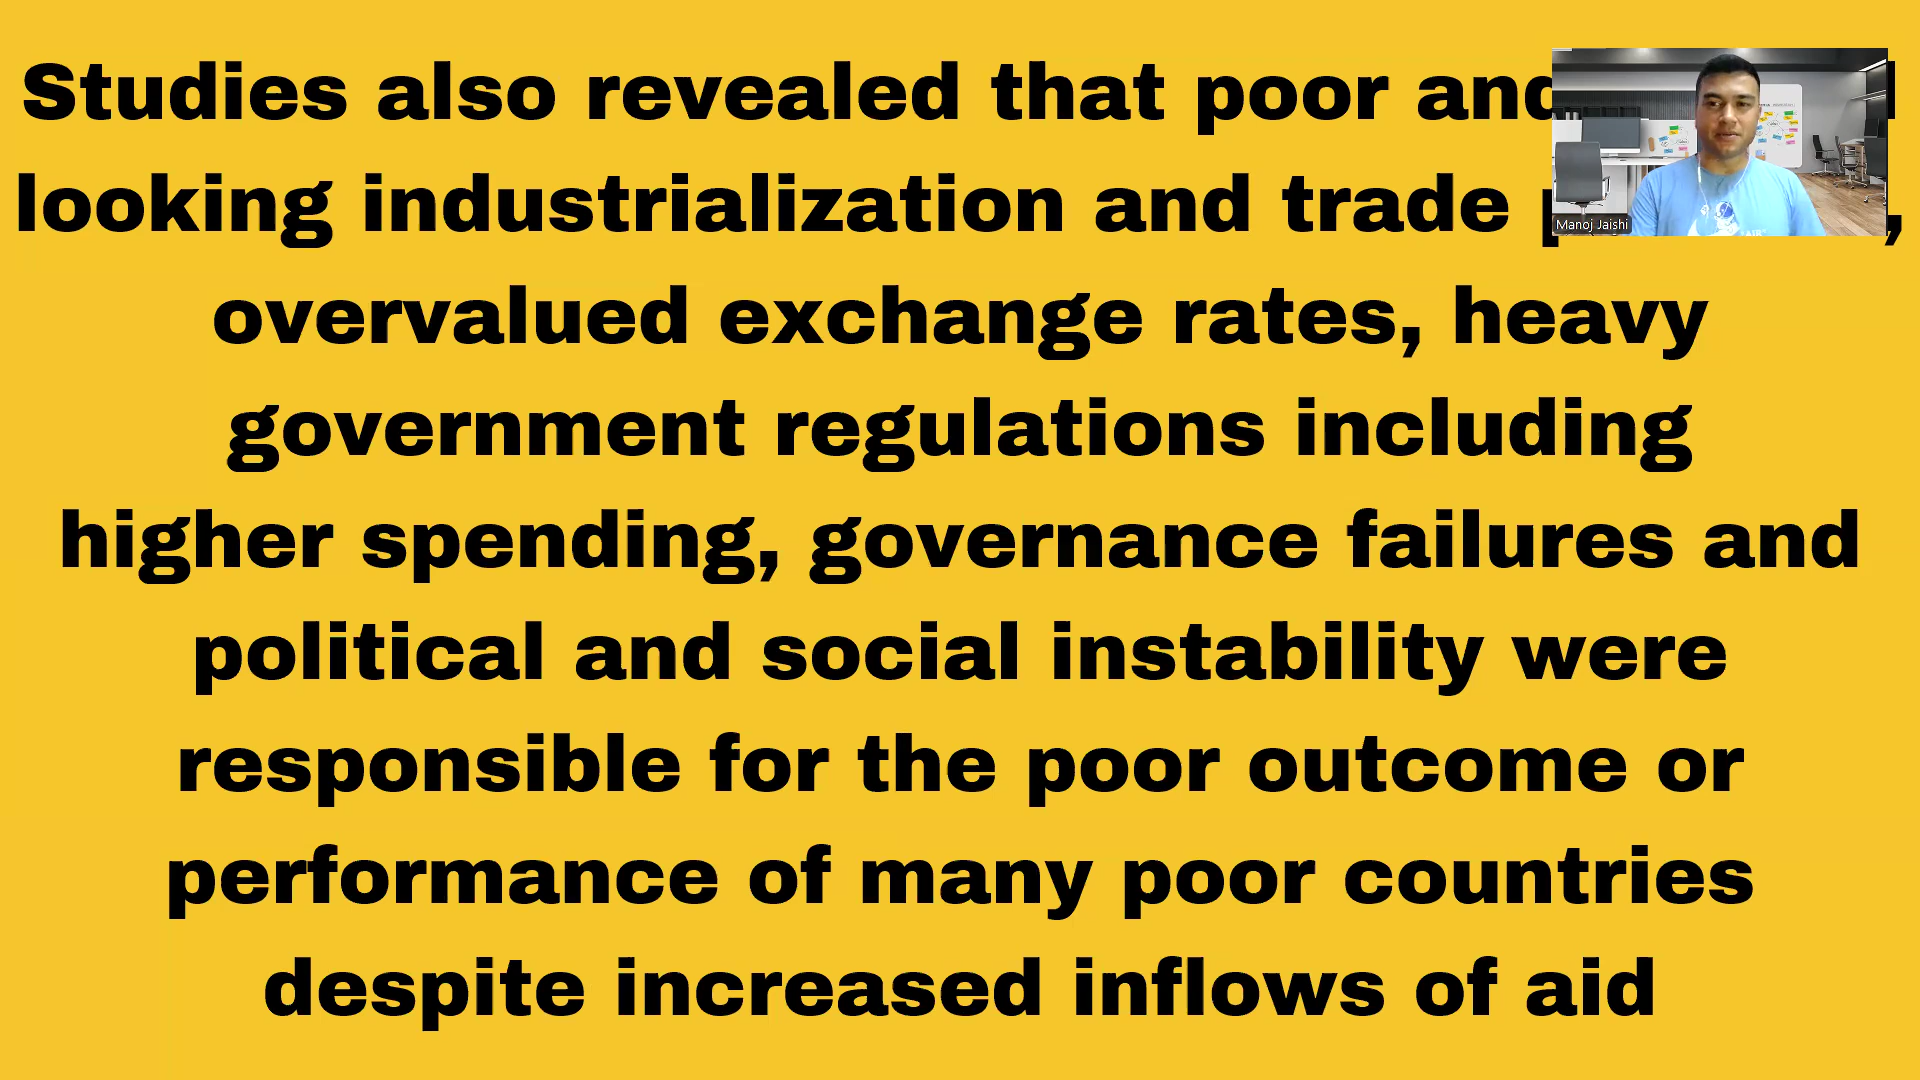 Studies also revealed that poor and
looking industrialization and trade
overvalued exchange rates, heavy
government regulations including
higher spending, governance failures and
political and social instability were
responsible for the poor outcome or
performance of many poor countries
despite increased inflows of aid
Manoj Jaishi